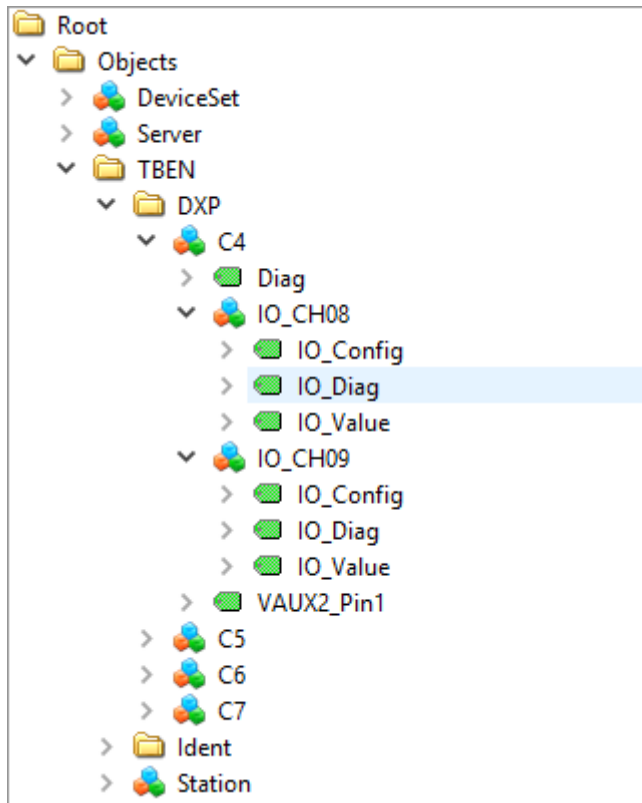 Root
Objects
DeviceSet
Server
TBEN
DXP
C4
Diag
IO_CH08
IO_Config
IO_Diag
IO_Value
IO_CH09
IO_Config
IO_Diag
IO_Value
VAUX2_Pin1
C5
C6
C7
Ident
Station